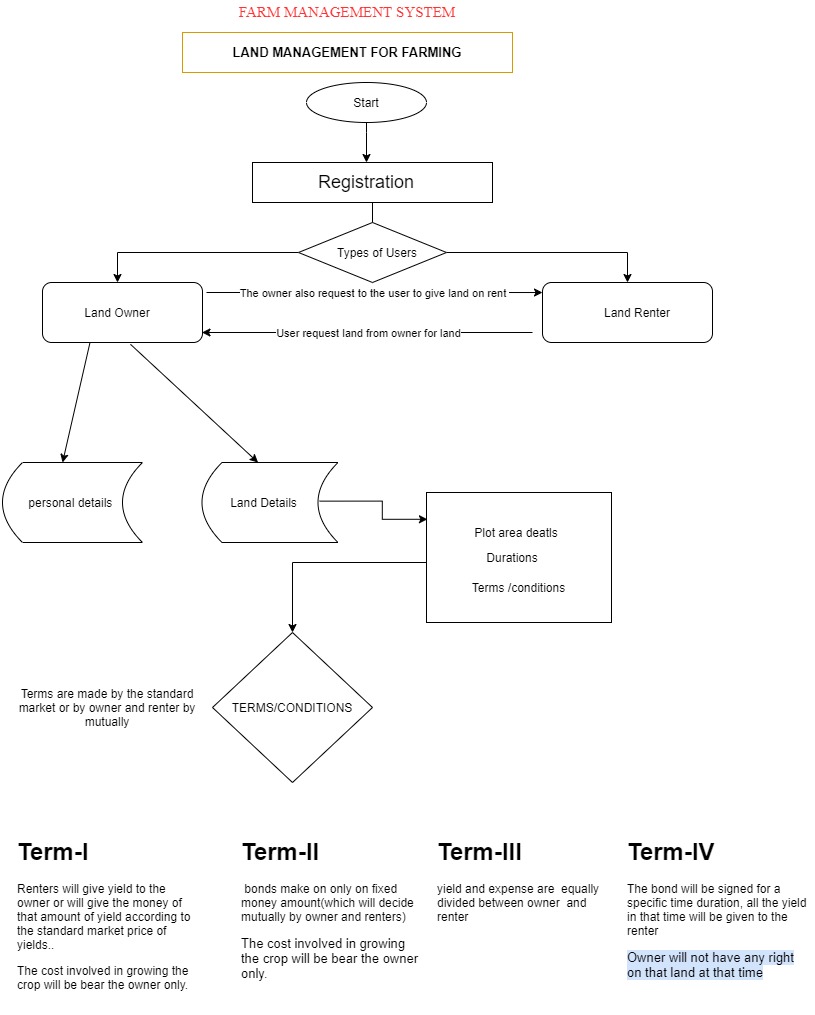 FARM MANAGEMENT SYSTEM
LAND MANAGEMENT FOR FARMING
Start
Registration
Types of Users
Land Owner
The owner also request to the user to give land on rent
Land Renter
User request land from owner for land
personal details
Land Details
Plot area deatls
Durations
Terms /conditions
Terms are made by the standard
market or by owner and renter by
mutually
TERMS/CONDITIONS
Term-I
Renters will give yield to the
owner or will give the money of
that amount of yield according to
the standard market price of
yields..
The cost involved in growing the
crop will be bear the owner only.
Term-II
bonds make on only on fixed
money amount(which will decide
mutually by owner and renters)
The cost involved in growing
the crop will be bear the owner
only.
Term-III
yield and expense are  equally
divided between owner  and
renter
Term-IV
The bond will be signed for a
specific time duration, all the yield
in that time will be given to the
renter
Owner will not have any right
on that land at that time